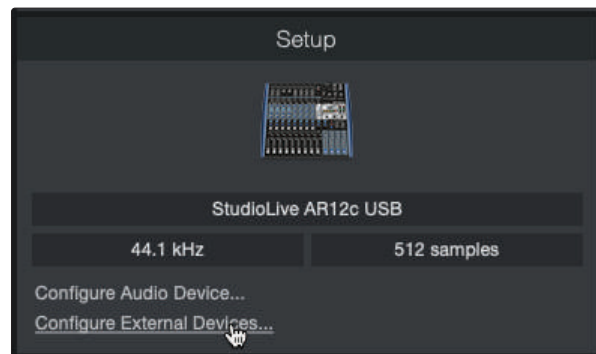 Setup
StudioLive AR12c USB
44.1 kHz 512 samples
Configure Audio Device...
Configure External Devices...